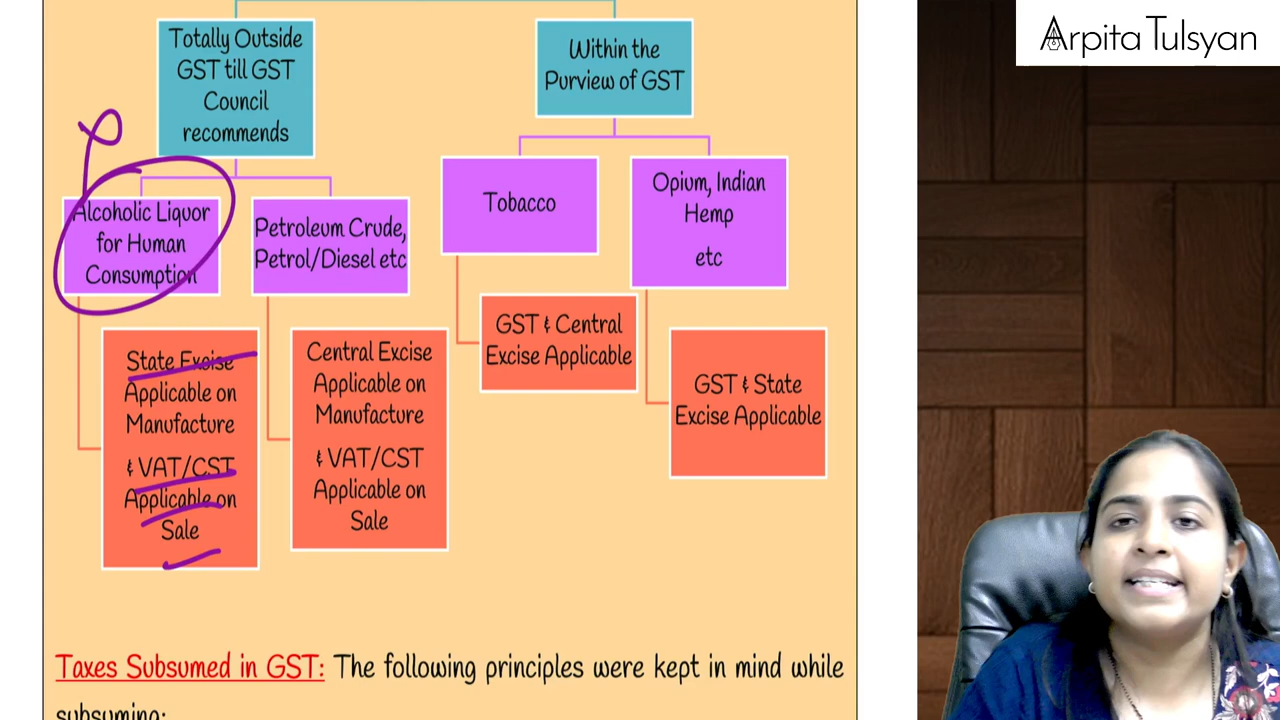 Arpita Tulsyan
Totally Outside
GST till GST
Council
recommends
Within the
Purview of GST
Alcoholic Liquor
for Human
Consumption
Petroleum Crude,
Petrol/Diesel etc
Tobacco
Opium, Indian
Hemp
etc
State Excise
Applicable on
Manufacture
& VAT/CST
Applicable on
Sale
Central Excise
Applicable on
Manufacture
& VAT/CST
Applicable on
Sale
GST & Central
Excise Applicable
GST & State
Excise Applicable
Taxes Subsumed in GST: The following principles were kept in mind while
subsuming: